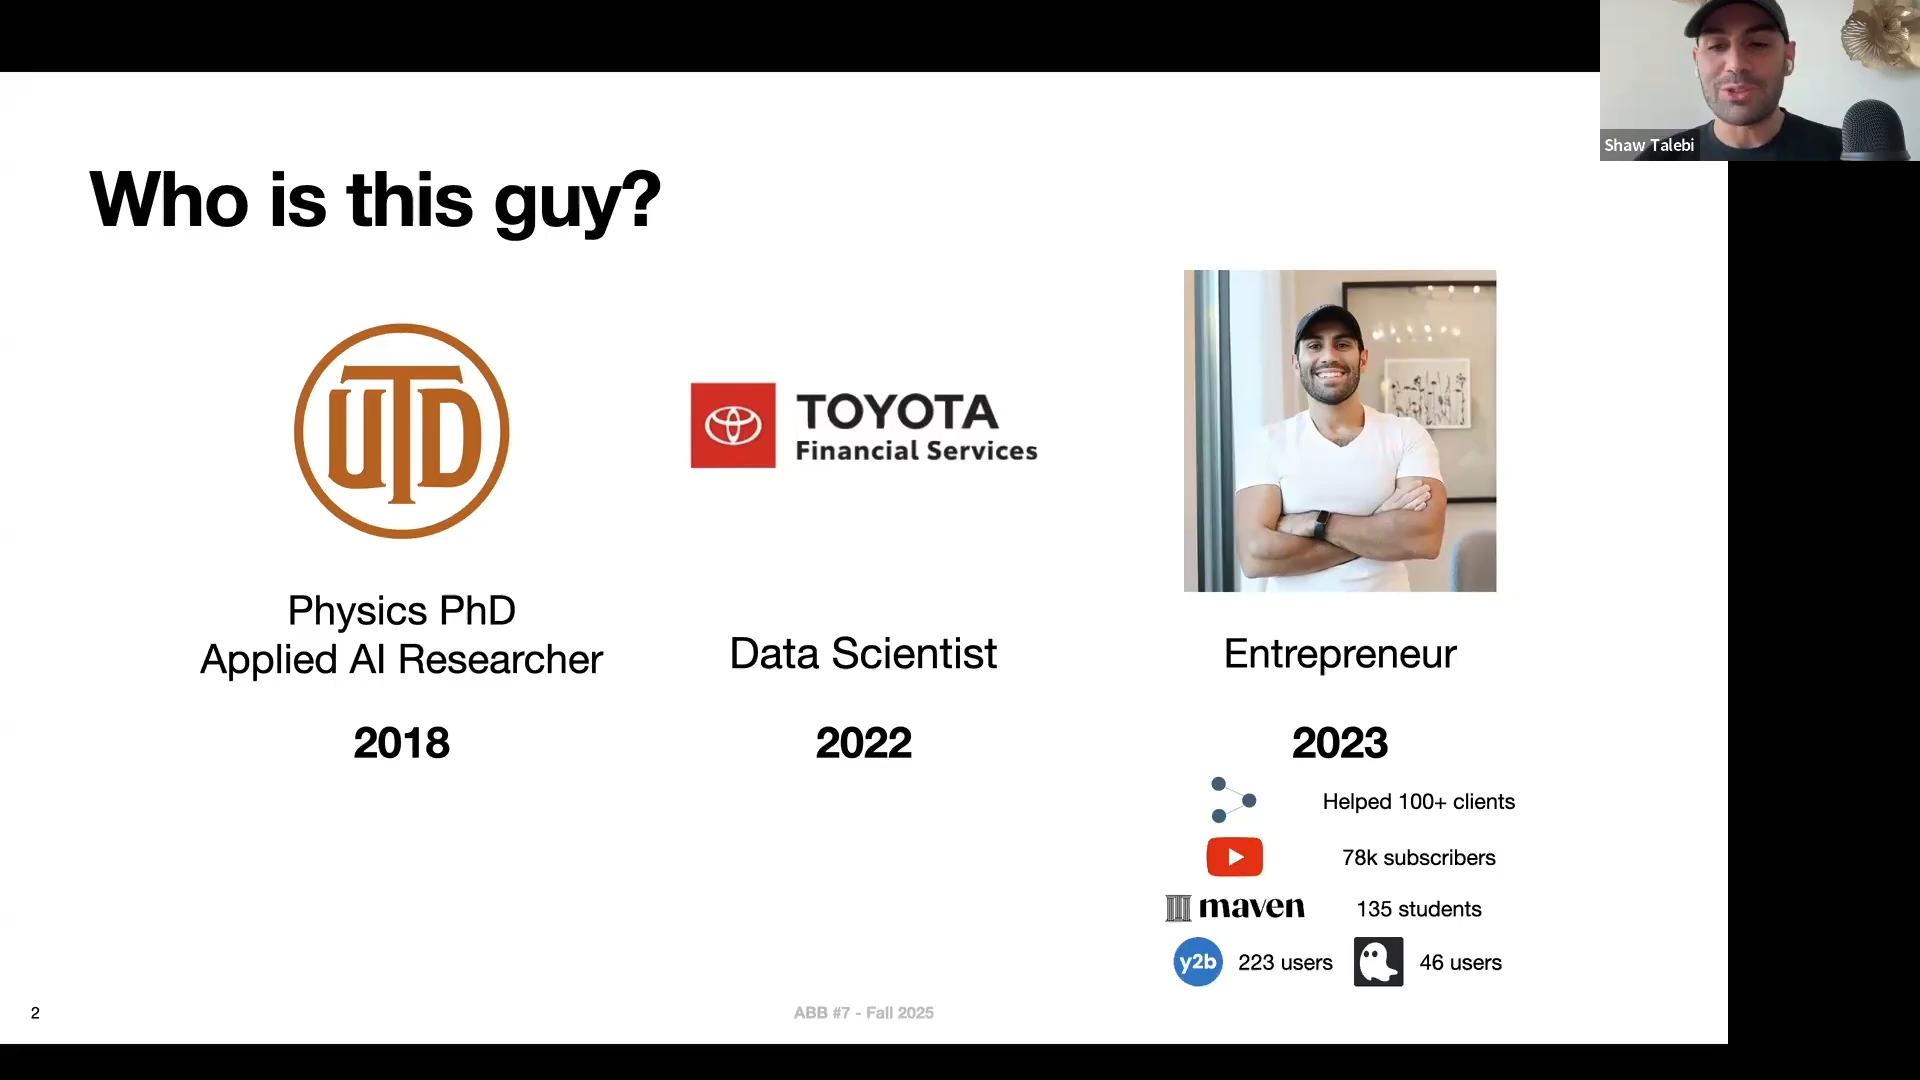 Shaw Talebi
Who is this guy?
UTD
TOYOTA
Financial Services
Physics PhD
Applied AI Researcher
Data Scientist
Entrepreneur
2018
2022
2023
Helped 100+ clients
78k subscribers
maven
135 students
y2b
223 users
46 users
2
ABB #7 - Fall 2025